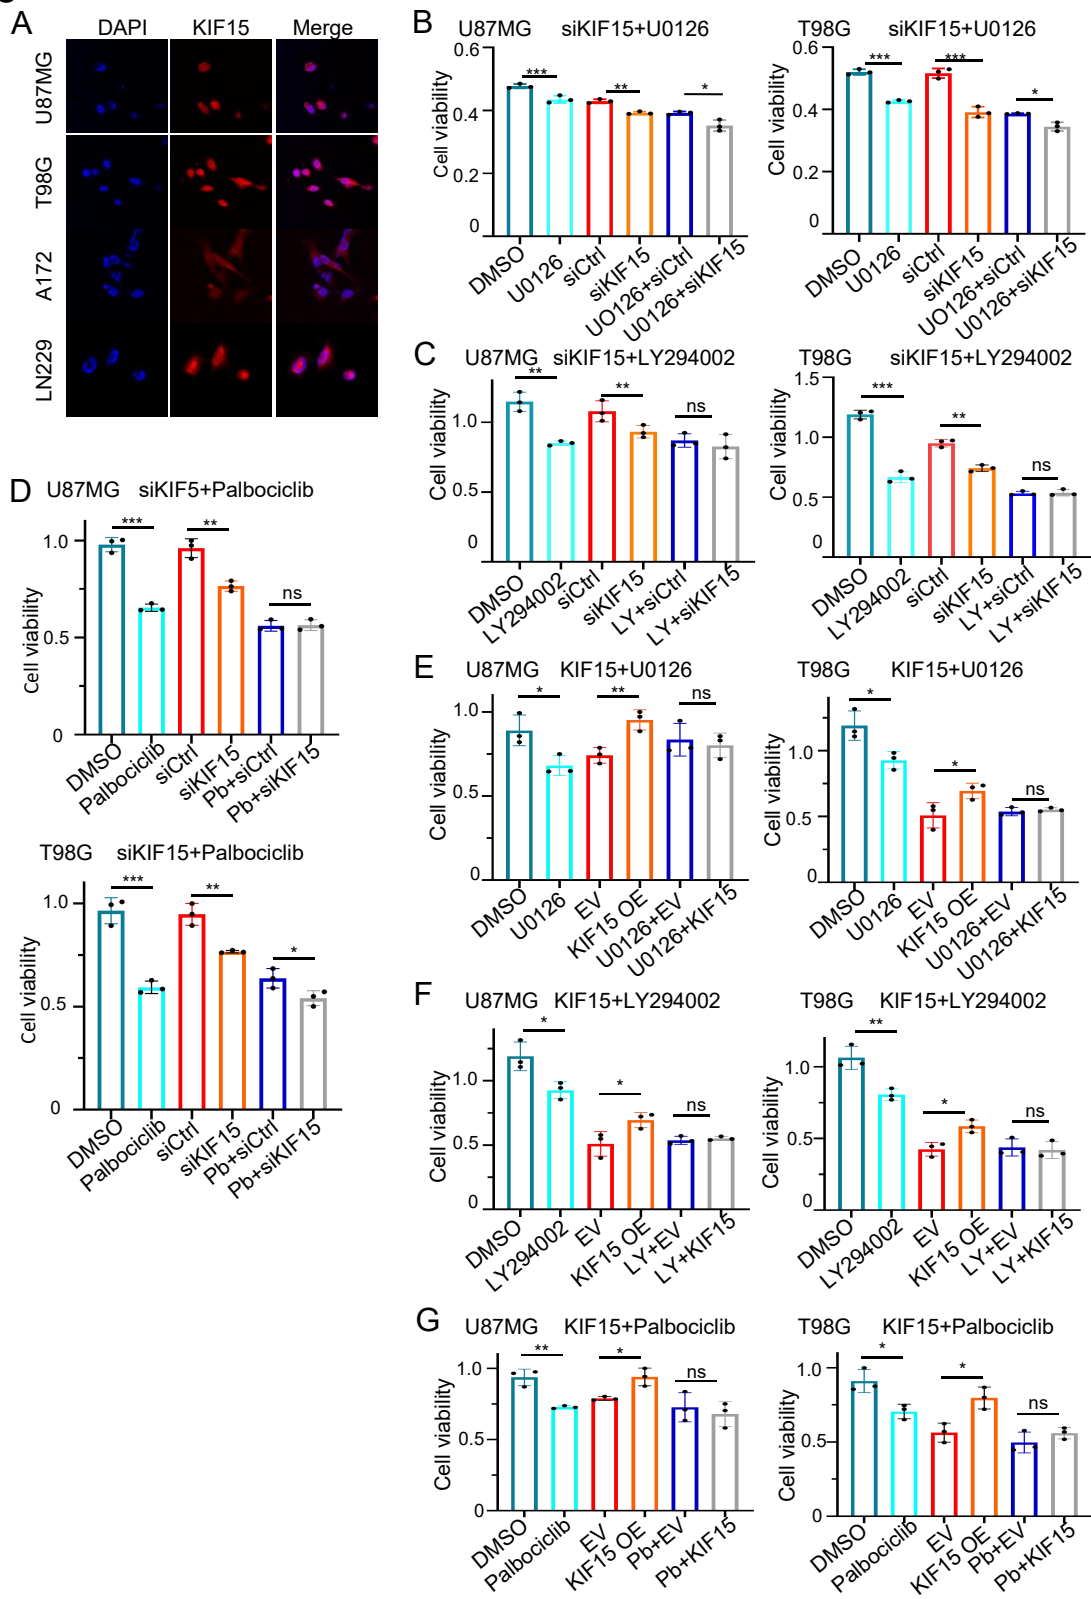 A
DAPI KIF15 Merge
U87MG
T98G
A172
LN229
B
U87MG siKIF15+U0126
Cell viability
0.6
0.4
0.2
0
*** ** *
DMSO
U0126
siCtrl
siKIF15
UO126+siCtrl
U0126+siKIF15
T98G siKIF15+U0126
Cell viability
0.6
0.4
0.2
0
*** *** *
DMSO
U0126
siCtrl
siKIF15
UO126+siCtrl
U0126+siKIF15
C
U87MG siKIF15+LY294002
Cell viability
1.0
0.5
0
** ** ns
DMSO
LY294002
siCtrl
siKIF15
LY+siCtrl
LY+siKIF15
T98G siKIF15+LY294002
Cell viability
1.5
1.0
0.5
0
*** ** ns
DMSO
LY294002
siCtrl
siKIF15
LY+siCtrl
LY+siKIF15
D
U87MG siKIF5+Palbociclib
Cell viability
1.0
0.5
0
*** ** ns
DMSO
Palbociclib
siCtrl
siKIF15
Pb+siCtrl
Pb+siKIF15
T98G siKIF15+Palbociclib
Cell viability
1.0
0.5
0
*** ** *
DMSO
Palbociclib
siCtrl
siKIF15
Pb+siCtrl
Pb+siKIF15
E
U87MG KIF15+U0126
Cell viability
1.0
0.5
0
* ** ns
DMSO
U0126
EV
KIF15 OE
U0126+EV
U0126+KIF15
T98G KIF15+U0126
Cell viability
1.0
0.5
0
* * ns
DMSO
U0126
EV
KIF15 OE
U0126+EV
U0126+KIF15
F
U87MG KIF15+LY294002
Cell viability
1.0
0.5
0
* * ns
DMSO
LY294002
EV
KIF15 OE
LY+EV
LY+KIF15
T98G KIF15+LY294002
Cell viability
1.0
0.5
0
** * ns
DMSO
LY294002
EV
KIF15 OE
LY+EV
LY+KIF15
G
U87MG KIF15+Palbociclib
Cell viability
1.0
0.5
0
** * ns
DMSO
Palbociclib
EV
KIF15 OE
Pb+EV
Pb+KIF15
T98G KIF15+Palbociclib
Cell viability
1.0
0.5
0
* * ns
DMSO
Palbociclib
EV
KIF15 OE
Pb+EV
Pb+KIF15